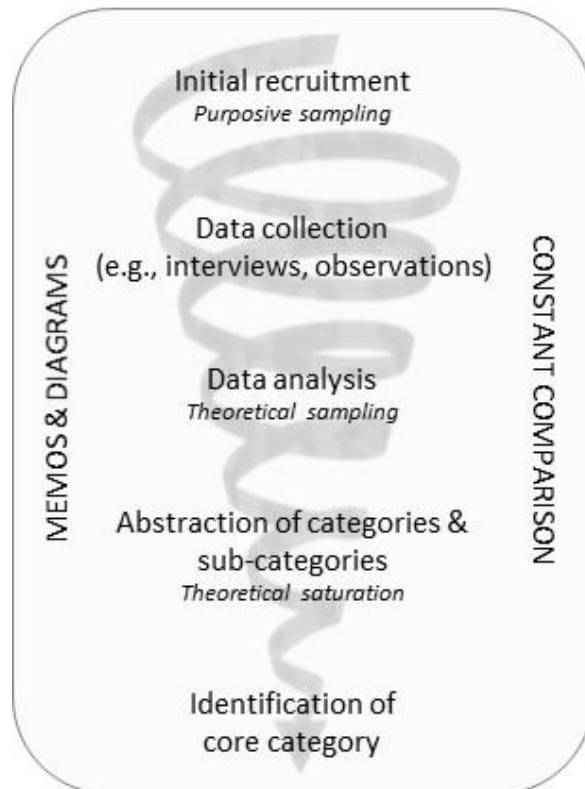 Initial recruitment
Purposive sampling
Data collection
(e.g., interviews, observations)
Data analysis
Theoretical sampling
Abstraction of categories &
sub-categories
Theoretical saturation
Identification of
core category
MEMOS & DIAGRAMS
CONSTANT COMPARISON